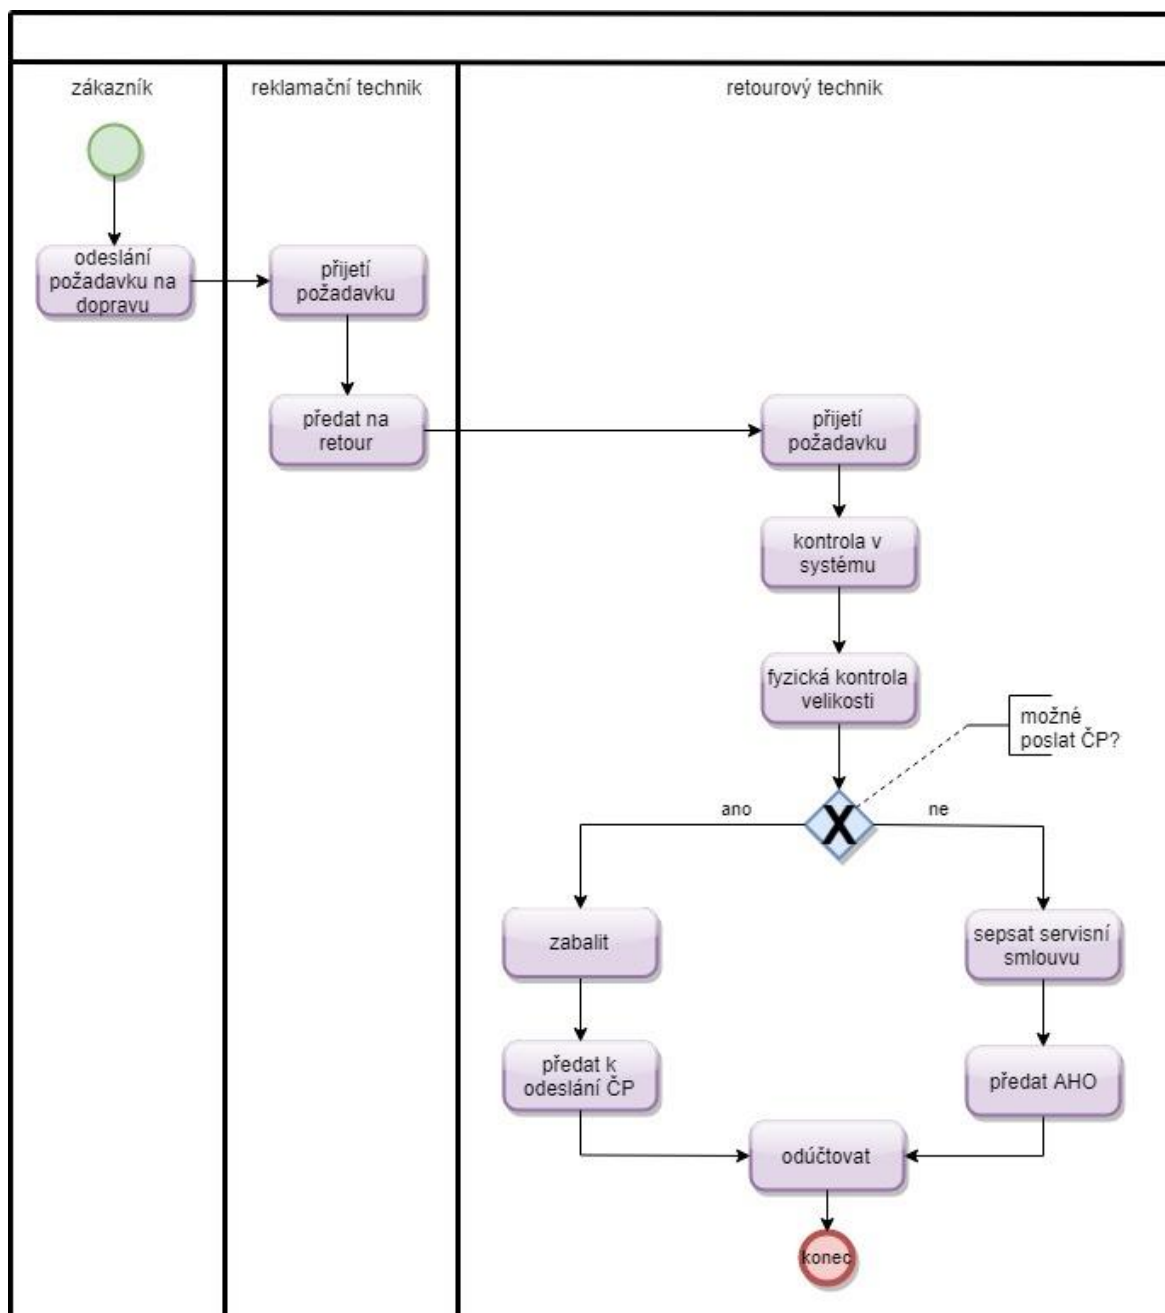 zákazník
reklamační technik
retourový technik
odeslání
požadavku na
dopravu
přijetí
požadavku
předat na
retour
přijetí
požadavku
kontrola v
systému
fyzická kontrola
velikosti
možné
poslat ČP?
ano
X
ne
zabalit
sepsat servisní
smlouvu
předat k
odeslání ČP
předat AHO
odúčtovat
konec